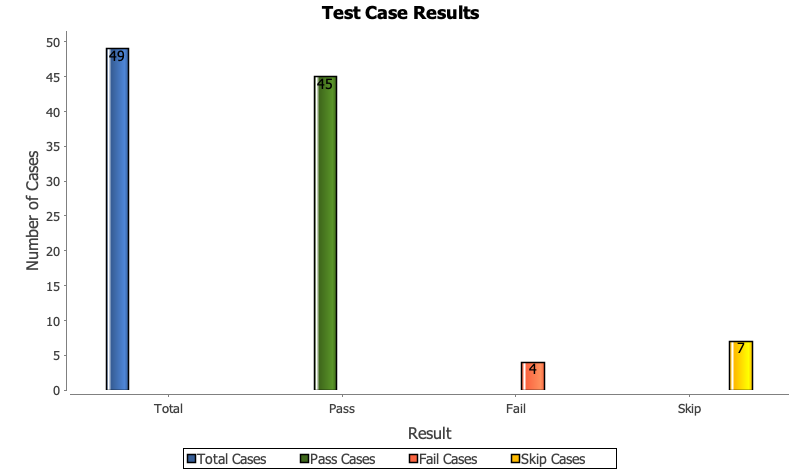 Test Case Results
Number of Cases
50
45
40
35
30
25
20
15
10
5
0
49
45
4
7
Total
Pass
Fail
Skip
Result
Total Cases
Pass Cases
Fail Cases
Skip Cases